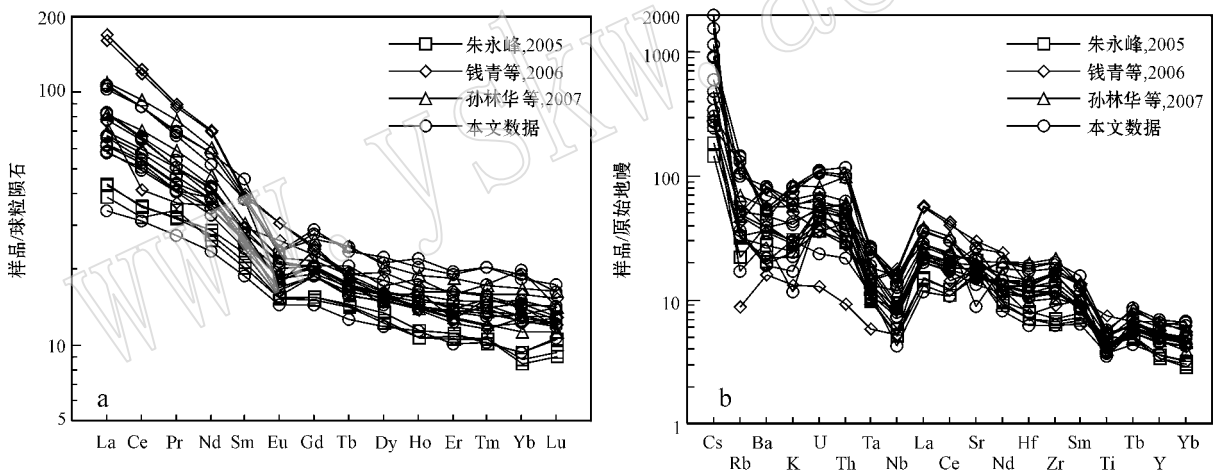 200
100
10
5
样品/球粒陨石
朱永峰,2005
钱青等,2006
孙林华等,2007
本文数据
a
La Ce Pr Nd Sm Eu Gd Tb Dy Ho Er Tm Yb Lu
2000
1000
100
10
1
样品/原始地幔
朱永峰,2005
钱青等,2006
孙林华等,2007
本文数据
b
Cs Ba U Ta La Sr Hf Sm Tb Yb
Rb K Th Nb Ce Nd Zr Ti Y
www.yskw